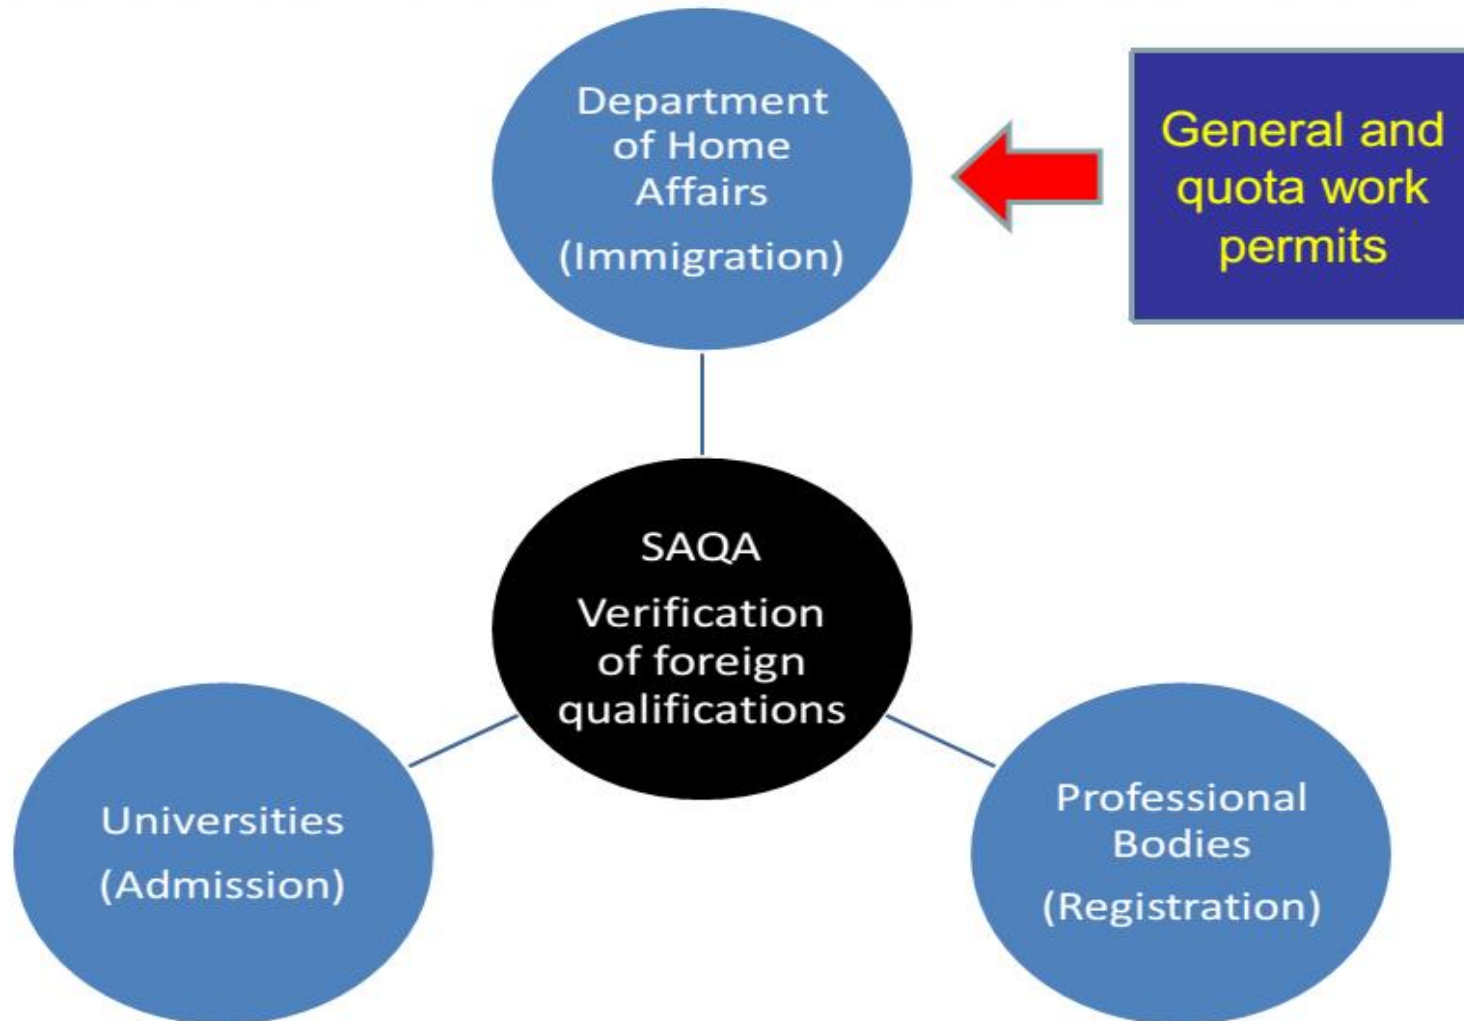 Department
of Home
Affairs
(Immigration)
General and
quota work
permits
SAQA
Verification
of foreign
qualifications
Universities
(Admission)
Professional
Bodies
(Registration)